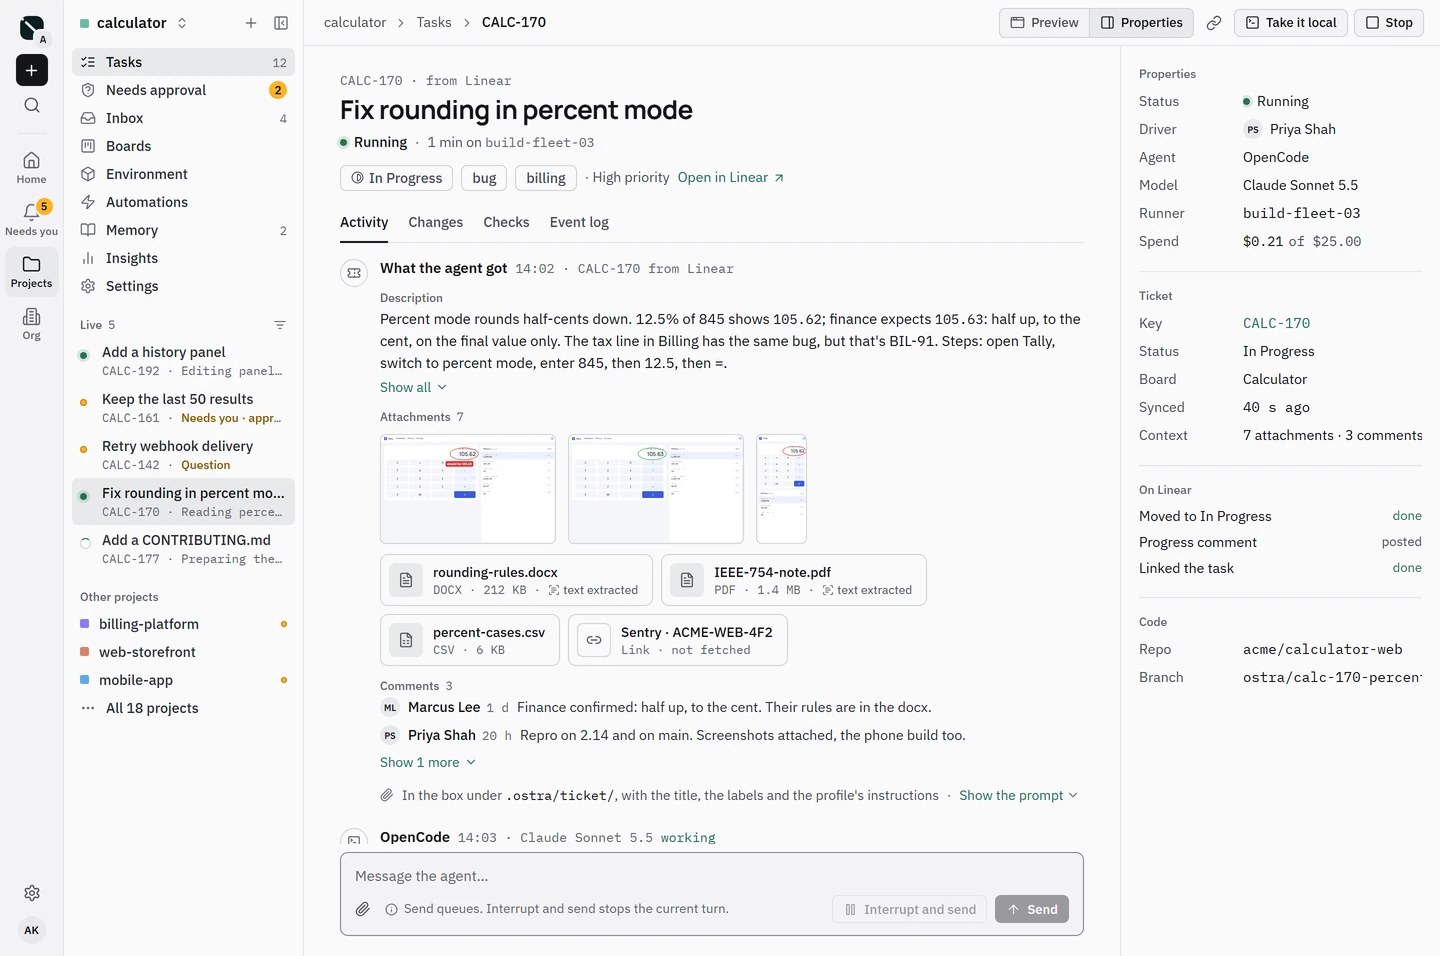 A
Home
5
Needs you
Projects
Org
AK
calculator
Tasks 12
Needs approval 2
Inbox 4
Boards
Environment
Automations
Memory 2
Insights
Settings
Live 5
Add a history panel
CALC-192 · Editing panel…
Keep the last 50 results
CALC-161 · Needs you · appr…
Retry webhook delivery
CALC-142 · Question
Fix rounding in percent mo…
CALC-170 · Reading perce…
Add a CONTRIBUTING.md
CALC-177 · Preparing the…
Other projects
billing-platform
web-storefront
mobile-app
All 18 projects
calculator > Tasks > CALC-170
Preview
Properties
Take it local
Stop
CALC-170 · from Linear
Fix rounding in percent mode
Running · 1 min on build-fleet-03
In Progress bug billing · High priority Open in Linear
Activity Changes Checks Event log
What the agent got 14:02 · CALC-170 from Linear
Description
Percent mode rounds half-cents down. 12.5% of 845 shows 105.62; finance expects 105.63: half up, to the
cent, on the final value only. The tax line in Billing has the same bug, but that's BIL-91. Steps: open Tally,
switch to percent mode, enter 845, then 12.5, then =.
Show all
Attachments 7
105.62
105.63
105.62
rounding-rules.docx
DOCX · 212 KB · text extracted
IEEE-754-note.pdf
PDF · 1.4 MB · text extracted
percent-cases.csv
CSV · 6 KB
Sentry · ACME-WEB-4F2
Link · not fetched
Comments 3
ML Marcus Lee 1 d Finance confirmed: half up, to the cent. Their rules are in the docx.
PS Priya Shah 20 h Repro on 2.14 and on main. Screenshots attached, the phone build too.
Show 1 more
In the box under .ostra/ticket/, with the title, the labels and the profile's instructions · Show the prompt
OpenCode 14:03 · Claude Sonnet 5.5 working
Message the agent…
Send queues. Interrupt and send stops the current turn.
Interrupt and send
Send
Properties
Status Running
Driver PS Priya Shah
Agent OpenCode
Model Claude Sonnet 5.5
Runner build-fleet-03
Spend $0.21 of $25.00
Ticket
Key CALC-170
Status In Progress
Board Calculator
Synced 40 s ago
Context 7 attachments · 3 comments
On Linear
Moved to In Progress done
Progress comment posted
Linked the task done
Code
Repo acme/calculator-web
Branch ostra/calc-170-percent